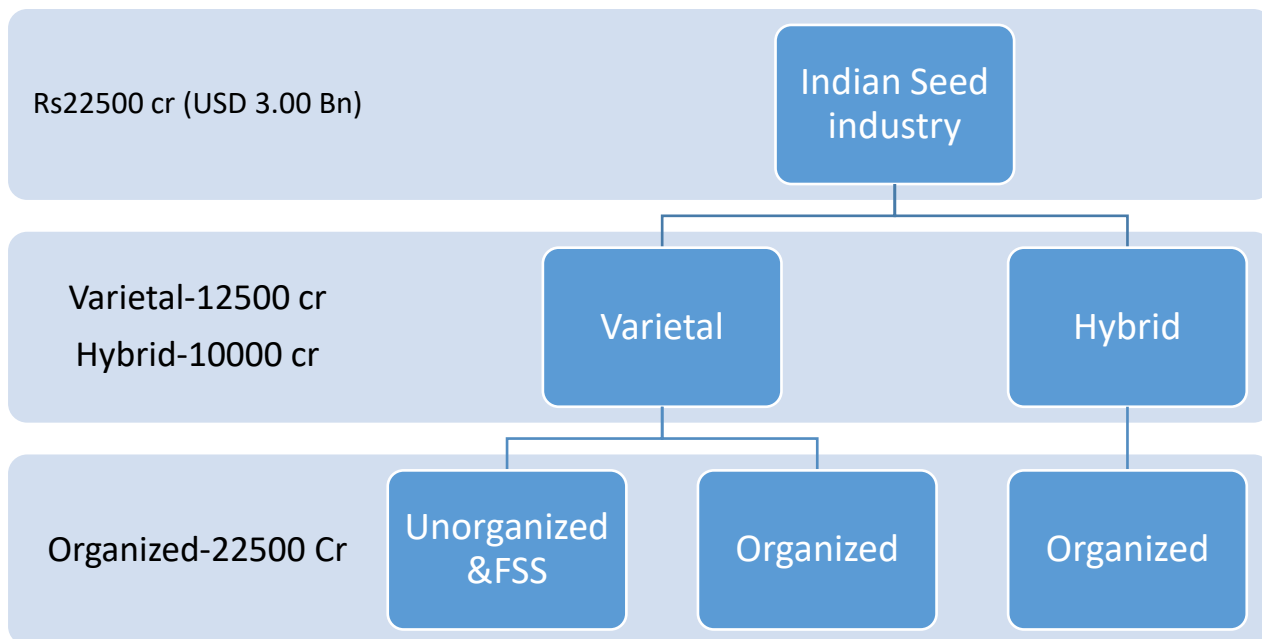 Rs22500 cr (USD 3.00 Bn)
Indian Seed
industry
Varietal-12500 cr
Hybrid-10000 cr
Varietal
Hybrid
Organized-22500 Cr
Unorganized
&FSS
Organized
Organized